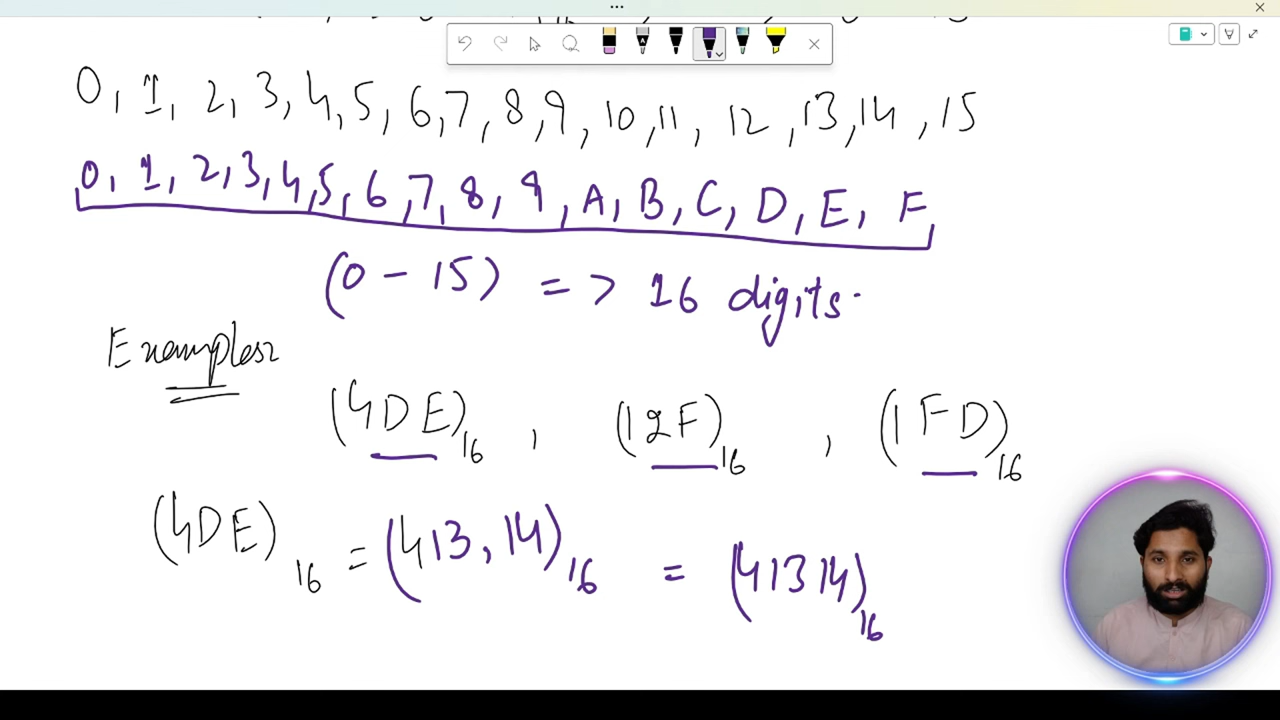 0, 1, 2, 3, 4, 5, 6, 7, 8, 9, 10, 11, 12, 13, 14, 15
0, 1, 2, 3, 4, 5, 6, 7, 8, 9, A, B, C, D, E, F
(0 - 15) => 16 digits.
Examples:
(4DE)16 , (12F)16 , (1FD)16
(4DE)16 = (413, 14)16 = (41314)16